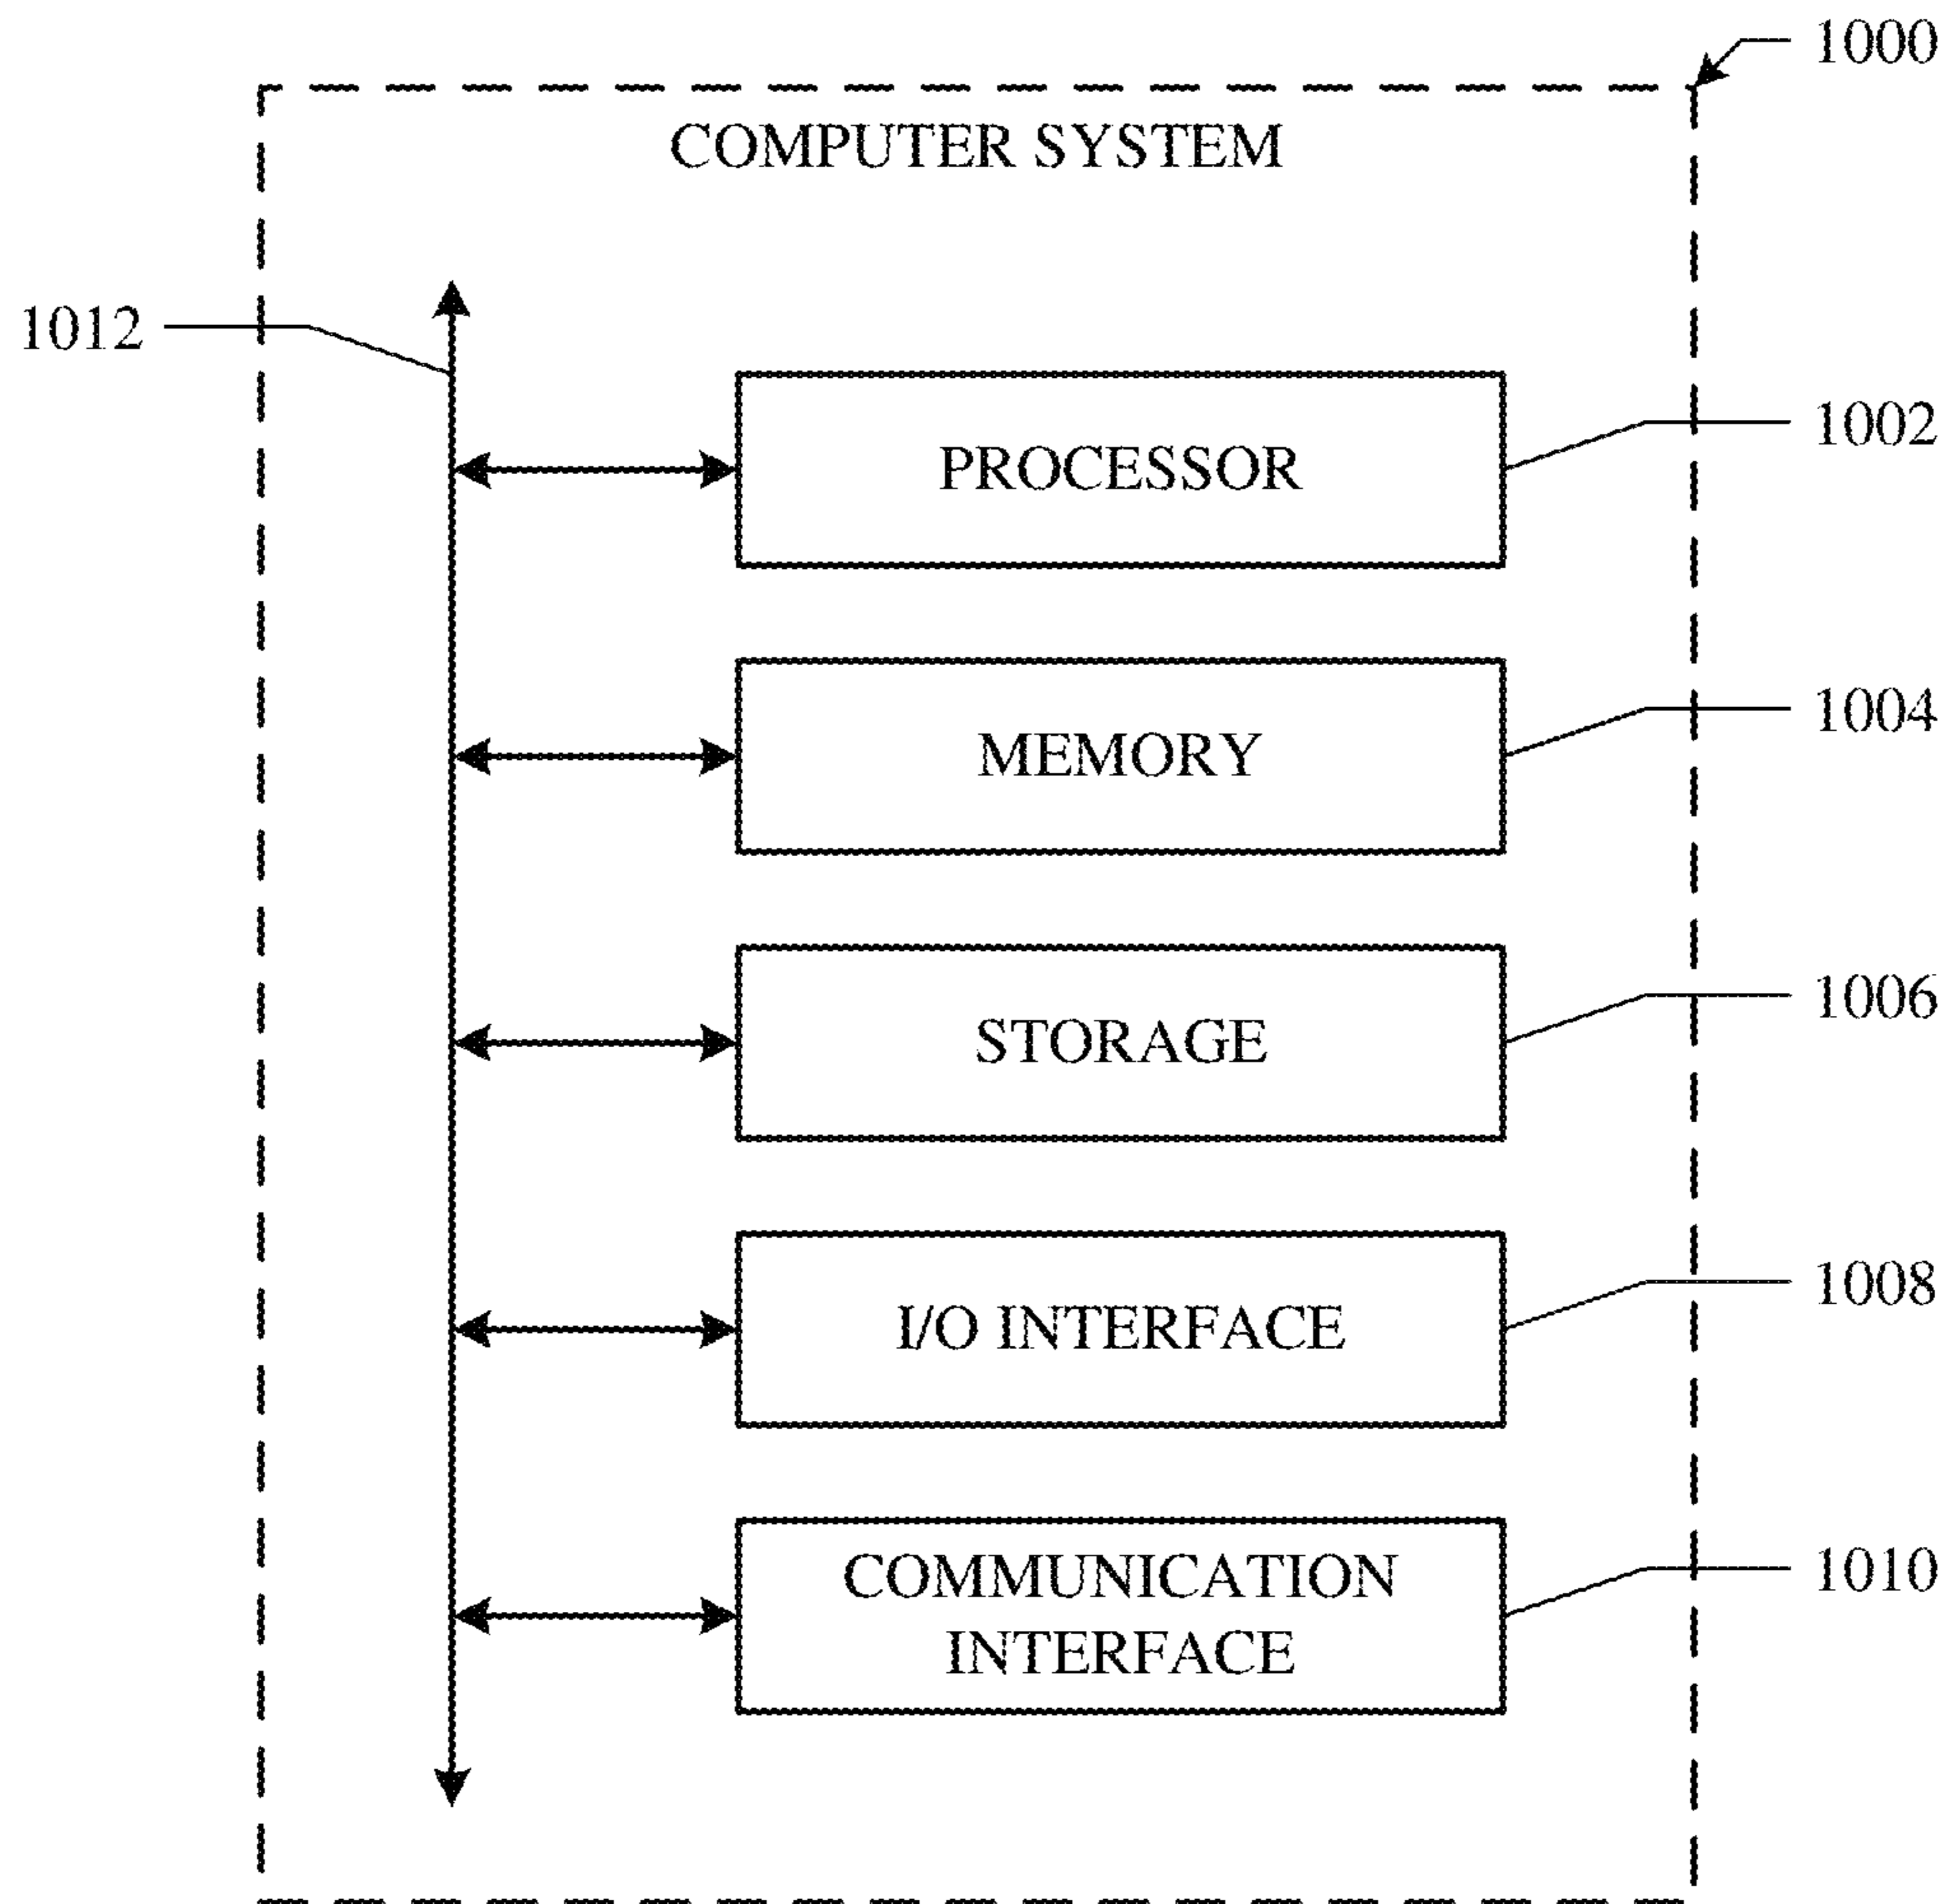 1000
COMPUTER SYSTEM
1012
1002
PROCESSOR
1004
MEMORY
1006
STORAGE
1008
I/O INTERFACE
1010
COMMUNICATION
INTERFACE